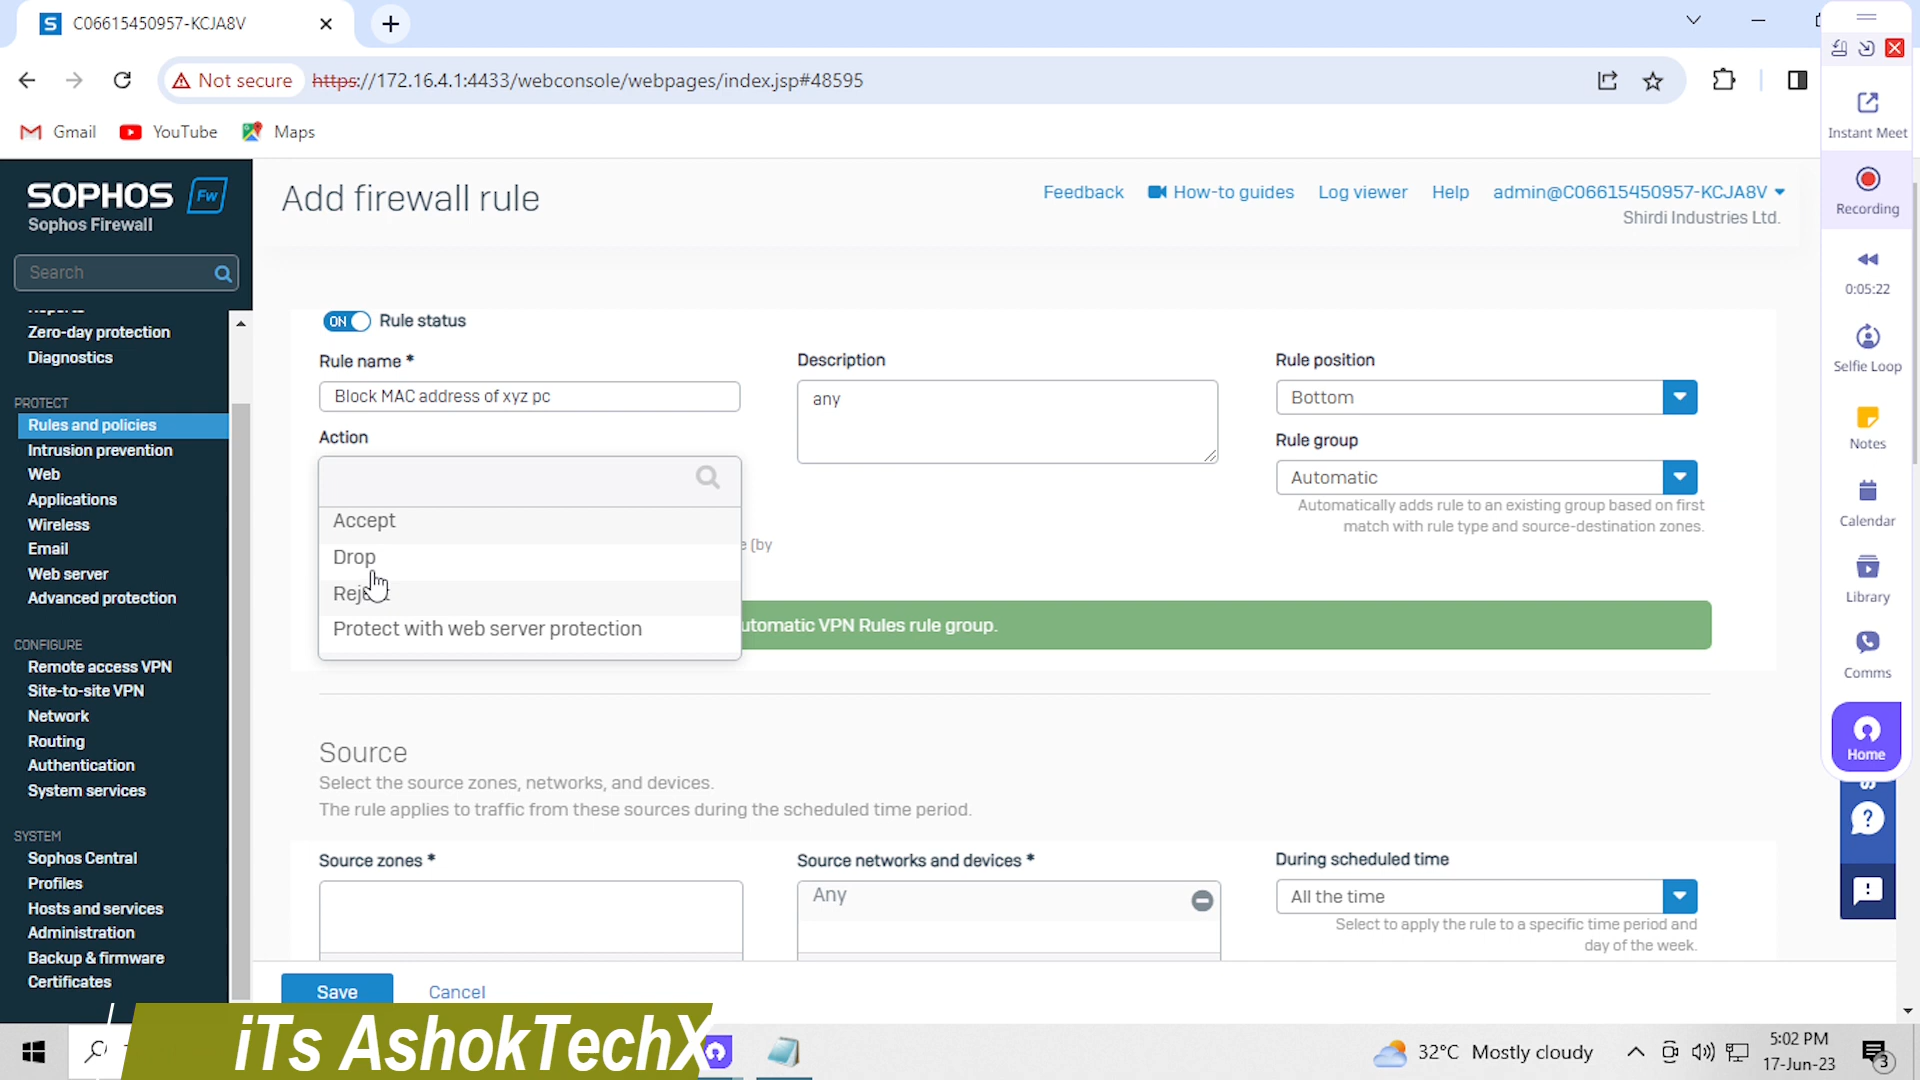 C06615450957-KCJA8V
Not secure
https://172.16.4.1:4433/webconsole/webpages/index.jsp#48595
Gmail
YouTube
Maps
SOPHOS Fw
Sophos Firewall
Search
Zero-day protection
Diagnostics
PROTECT
Rules and policies
Intrusion prevention
Web
Applications
Wireless
Email
Web server
Advanced protection
CONFIGURE
Remote access VPN
Site-to-site VPN
Network
Routing
Authentication
System services
SYSTEM
Sophos Central
Profiles
Hosts and services
Administration
Backup & firmware
Certificates
Add firewall rule
Feedback
How-to guides
Log viewer
Help
admin@C06615450957-KCJA8V
Shirdi Industries Ltd.
ON Rule status
Rule name *
Block MAC address of xyz pc
Action
Accept
Drop
Protect with web server protection
Description
any
e (by
utomatic VPN Rules rule group.
Rule position
Bottom
Rule group
Automatic
Automatically adds rule to an existing group based on first
match with rule type and source-destination zones.
Source
Select the source zones, networks, and devices.
The rule applies to traffic from these sources during the scheduled time period.
Source zones *
Source networks and devices *
Any
During scheduled time
All the time
Select to apply the rule to a specific time period and
day of the week.
Save
Cancel
Instant Meet
Recording
0:05:22
Selfie Loop
Notes
Calendar
Library
Comms
Home
iTs AshokTechX
32°C Mostly cloudy
5:02 PM
17-Jun-23
3